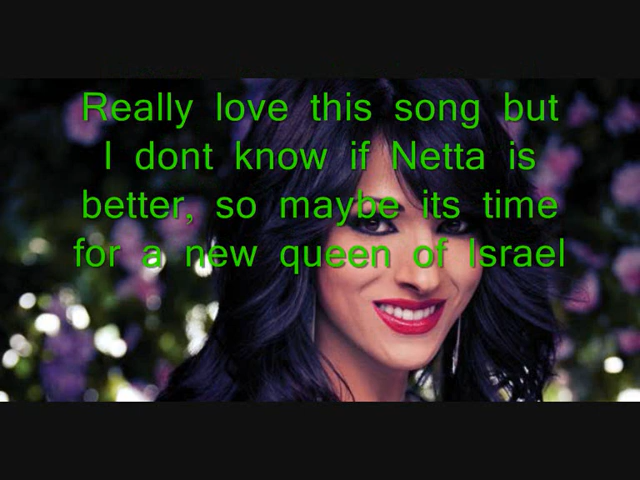 Really love this song but
I dont know if Netta is
better, so maybe its time
for a new queen of Israel